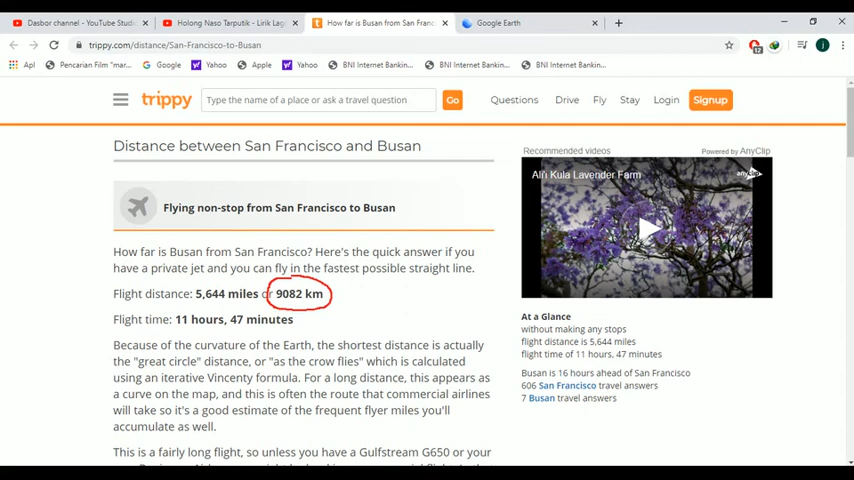 Dasbor channel - YouTube Studi
Holong Naso Tarputik - Lirik Lag
How far is Busan from San Franc
Google Earth
trippy.com/distance/San-Francisco-to-Busan
12
j
Apl
Pencarian Film "mar...
Google
Yahoo
Apple
Yahoo
BNI Internet Bankin...
BNI Internet Bankin...
BNI Internet Bankin...
trippy
Type the name of a place or ask a travel question
Go
Questions
Drive
Fly
Stay
Login
Signup
Distance between San Francisco and Busan
Flying non-stop from San Francisco to Busan
How far is Busan from San Francisco? Here's the quick answer if you
have a private jet and you can fly in the fastest possible straight line.
Flight distance: 5,644 miles or 9082 km
Flight time: 11 hours, 47 minutes
Because of the curvature of the Earth, the shortest distance is actually
the "great circle" distance, or "as the crow flies" which is calculated
using an iterative Vincenty formula. For a long distance, this appears as
a curve on the map, and this is often the route that commercial airlines
will take so it's a good estimate of the frequent flyer miles you'll
accumulate as well.
This is a fairly long flight, so unless you have a Gulfstream G650 or your
Recommended videos
Powered by AnyClip
Ali'i Kula Lavender Farm
anyclip
At a Glance
without making any stops
flight distance is 5,644 miles
flight time of 11 hours, 47 minutes
Busan is 16 hours ahead of San Francisco
606 San Francisco travel answers
7 Busan travel answers